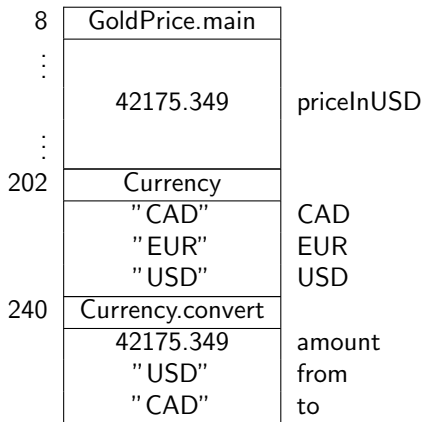 8 GoldPrice.main
⋮
42175.349 priceInUSD
⋮
202 Currency
"CAD" CAD
"EUR" EUR
"USD" USD
240 Currency.convert
42175.349 amount
"USD" from
"CAD" to